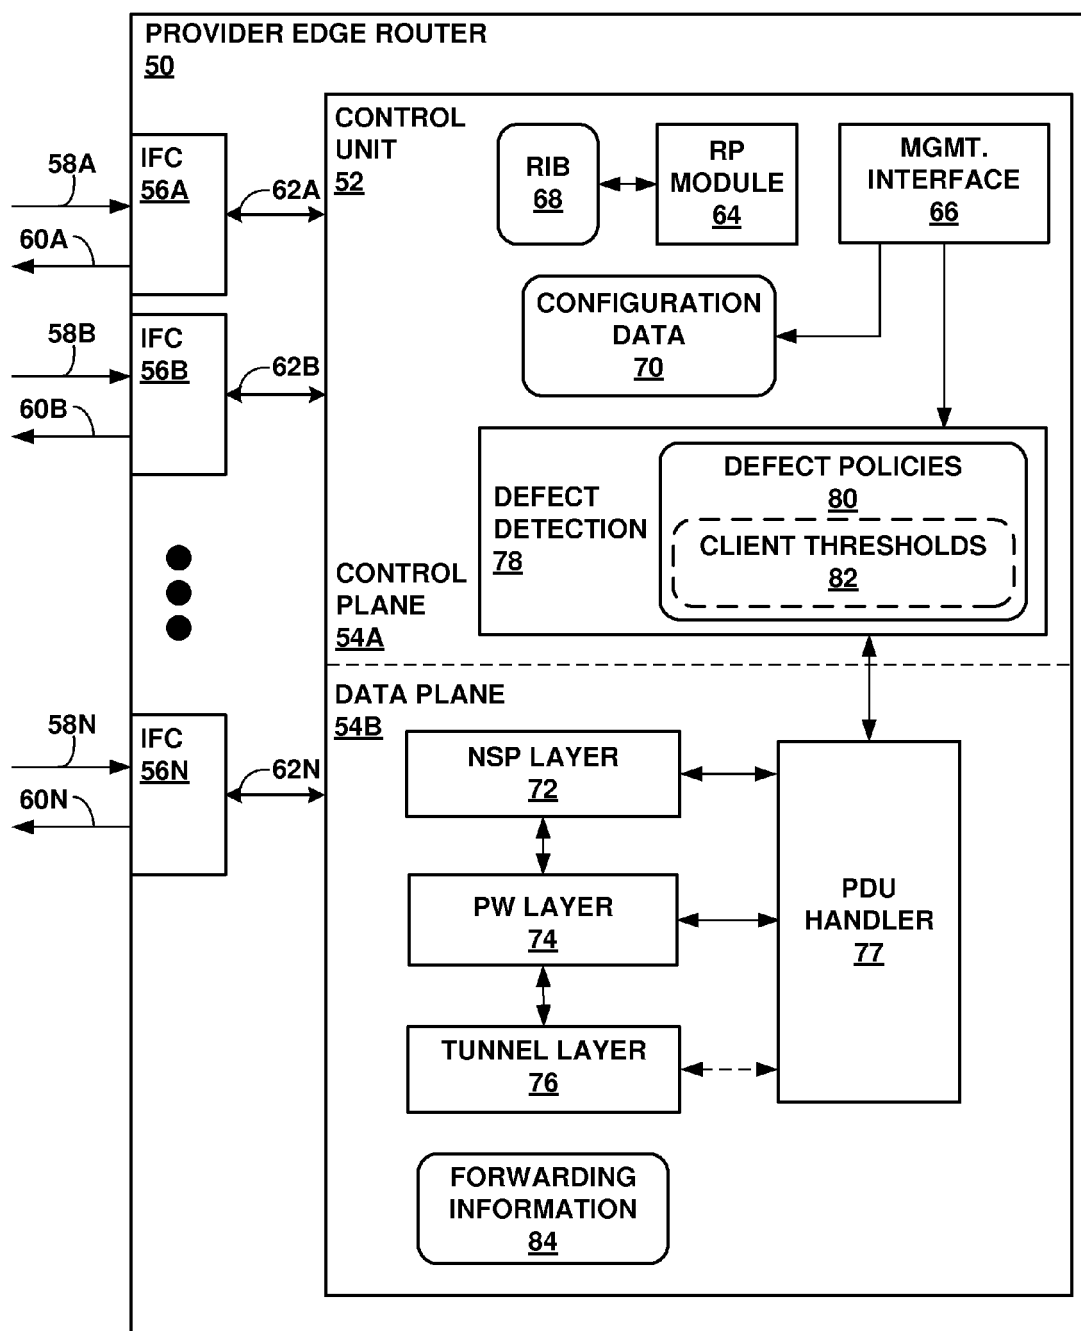 PROVIDER EDGE ROUTER
50
CONTROL
UNIT
52
RIB
68
RP
MODULE
64
MGMT.
INTERFACE
66
IFC
56A
58A
60A
62A
CONFIGURATION
DATA
70
IFC
56B
58B
60B
62B
DEFECT
DETECTION
78
DEFECT POLICIES
80
CLIENT THRESHOLDS
82
CONTROL
PLANE
54A
DATA PLANE
54B
IFC
56N
58N
60N
62N
NSP LAYER
72
PW LAYER
74
TUNNEL LAYER
76
PDU
HANDLER
77
FORWARDING
INFORMATION
84